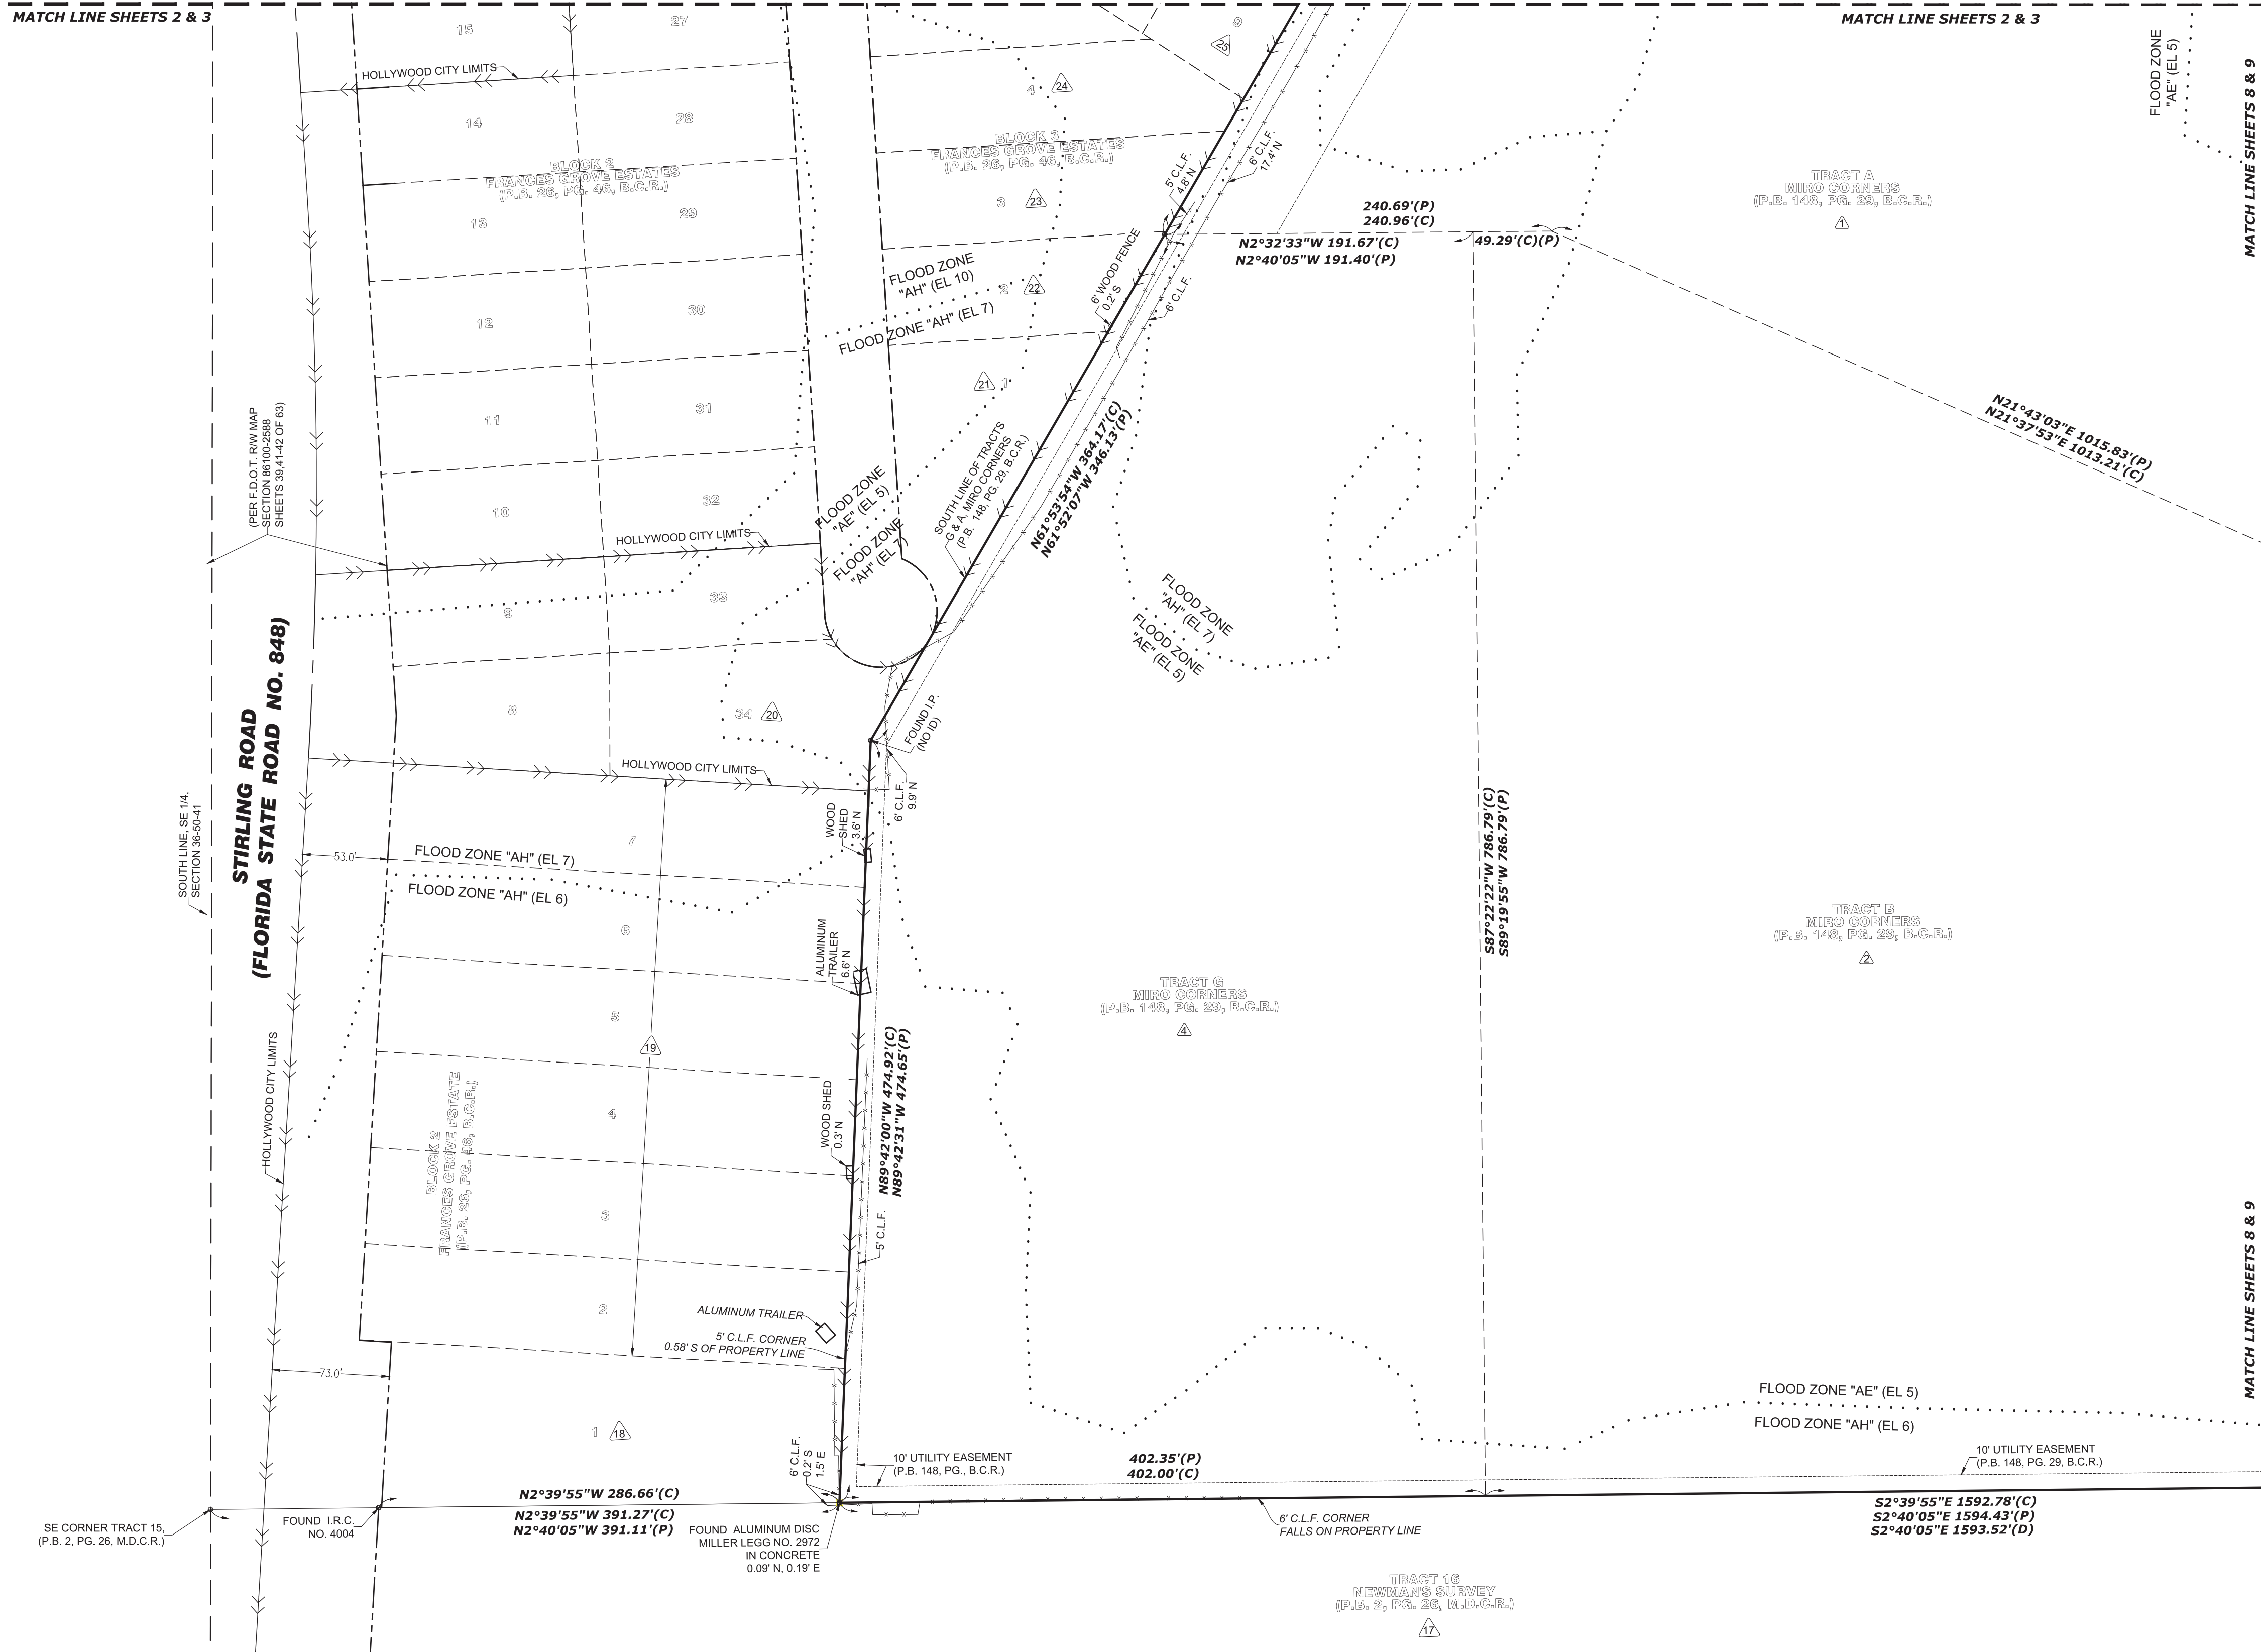 MATCH LINE SHEETS 2 & 3
MATCH LINE SHEETS 2 & 3
FLOOD ZONE
"AE" (EL 5)
MATCH LINE SHEETS 8 & 9
15
27
9
25
HOLLYWOOD CITY LIMITS
4
24
14
28
BLOCK 3
FRANCES GROVE ESTATES
(P.B. 26, PG. 46, B.C.R.)
BLOCK 2
FRANCES GROVE ESTATES
(P.B. 26, PG. 46, B.C.R.)
5' C.L.F.
4.8' N
6' C.L.F.
17.4' N
TRACT A
MIRO CORNERS
(P.B. 148, PG. 29, B.C.R.)
1
13
29
3
23
240.69'(P)
240.96'(C)
N2°32'33"W 191.67'(C)
N2°40'05"W 191.40'(P)
49.29'(C)(P)
FLOOD ZONE
"AH" (EL 10)
2
22
FLOOD ZONE "AH" (EL 7)
6' WOOD FENCE
0.2' S
6' C.L.F.
12
30
21
1
11
31
N21°43'03"E 1015.83'(P)
N21°37'53"E 1013.21'(C)
(PER F.D.O.T. R/W MAP
SECTION 86100-2588
SHEETS 39,41-42 OF 63)
SOUTH LINE OF TRACTS
G & A, MIRO CORNERS
(P.B. 148, PG. 29, B.C.R.)
N61°53'54"W 364.17'(C)
N61°52'07"W 346.13'(P)
10
32
FLOOD ZONE
"AE" (EL 5)
FLOOD ZONE
"AH" (EL 7)
HOLLYWOOD CITY LIMITS
9
33
FLOOD ZONE
"AH" (EL 7)
FLOOD ZONE
"AE" (EL 5)
STIRLING ROAD
(FLORIDA STATE ROAD NO. 848)
8
34
20
FOUND I.P.
(NO ID)
HOLLYWOOD CITY LIMITS
6' C.L.F.
9.9' N
SOUTH LINE, SE 1/4,
SECTION 36-50-41
WOOD
SHED
3.6' N
7
53.0'
FLOOD ZONE "AH" (EL 7)
FLOOD ZONE "AH" (EL 6)
S87°22'22"W 786.79'(C)
S89°19'55"W 786.79'(P)
TRACT B
MIRO CORNERS
(P.B. 148, PG. 29, B.C.R.)
2
6
ALUMINUM
TRAILER
6.6' N
TRACT G
MIRO CORNERS
(P.B. 148, PG. 29, B.C.R.)
4
5
19
N89°42'00"W 474.92'(C)
N89°42'31"W 474.65'(P)
HOLLYWOOD CITY LIMITS
BLOCK 2
FRANCES GROVE ESTATE
(P.B. 26, PG. 46, B.C.R.)
4
WOOD SHED
0.3' N
3
5' C.L.F.
MATCH LINE SHEETS 8 & 9
2
ALUMINUM TRAILER
5' C.L.F. CORNER
0.58' S OF PROPERTY LINE
73.0'
FLOOD ZONE "AE" (EL 5)
FLOOD ZONE "AH" (EL 6)
1
18
6' C.L.F.
0.2' S
1.5' E
10' UTILITY EASEMENT
(P.B. 148, PG., B.C.R.)
402.35'(P)
402.00'(C)
10' UTILITY EASEMENT
(P.B. 148, PG. 29, B.C.R.)
N2°39'55"W 286.66'(C)
N2°39'55"W 391.27'(C)
N2°40'05"W 391.11'(P)
S2°39'55"E 1592.78'(C)
S2°40'05"E 1594.43'(P)
S2°40'05"E 1593.52'(D)
SE CORNER TRACT 15,
(P.B. 2, PG. 26, M.D.C.R.)
FOUND I.R.C.
NO. 4004
FOUND ALUMINUM DISC
MILLER LEGG NO. 2972
IN CONCRETE
0.09' N, 0.19' E
6' C.L.F. CORNER
FALLS ON PROPERTY LINE
TRACT 16
NEWMAN'S SURVEY
(P.B. 2, PG. 26, M.D.C.R.)
17